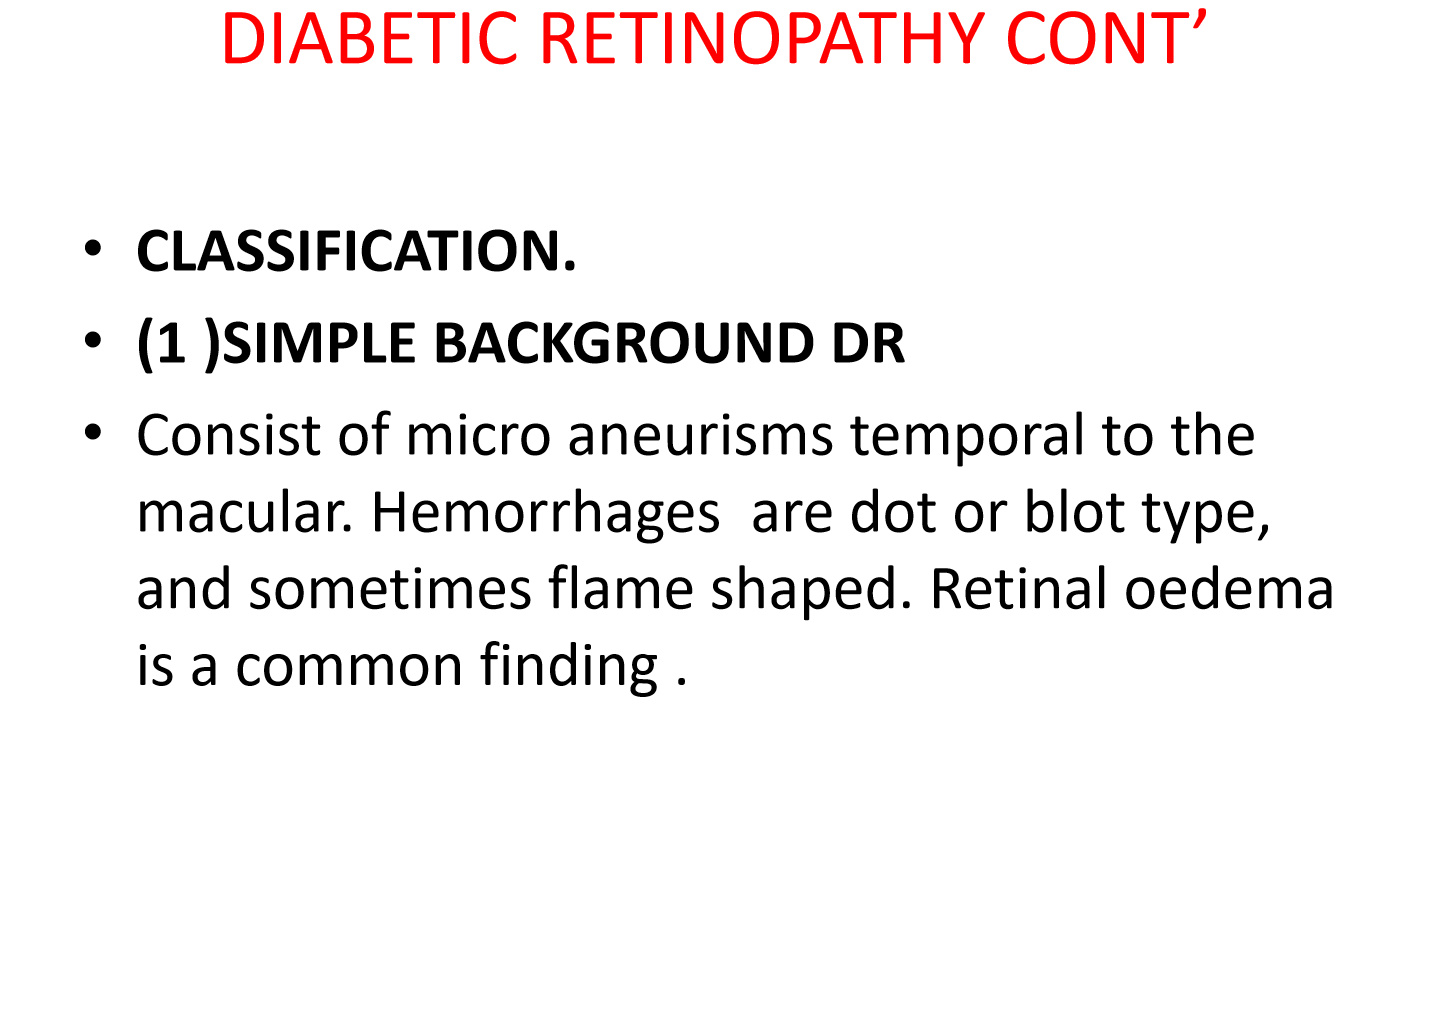 DIABETIC RETINOPATHY CONT’
• CLASSIFICATION.
• (1 )SIMPLE BACKGROUND DR
• Consist of micro aneurisms temporal to the
macular. Hemorrhages  are dot or blot type,
and sometimes flame shaped. Retinal oedema
is a common finding .